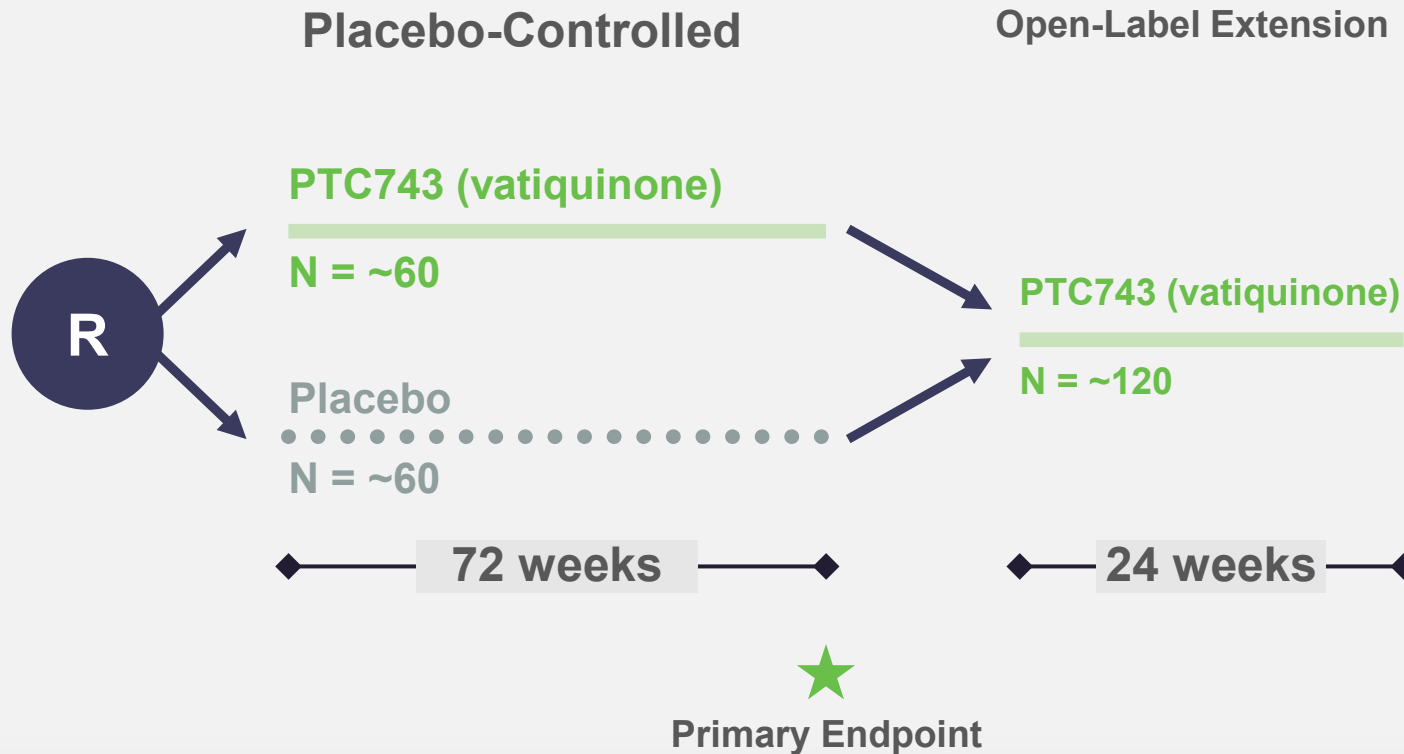 Placebo-Controlled
Open-Label Extension
PTC743 (vatiquinone)
N = ~60
R
PTC743 (vatiquinone)
N = ~120
Placebo
N = ~60
72 weeks
24 weeks
Primary Endpoint